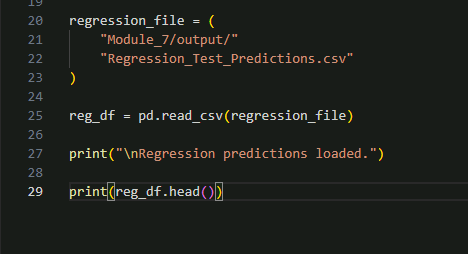 19
20 regression_file = (
21     "Module_7/output/"
22     "Regression_Test_Predictions.csv"
23 )
24
25 reg_df = pd.read_csv(regression_file)
26
27 print("\nRegression predictions loaded.")
28
29 print(reg_df.head())